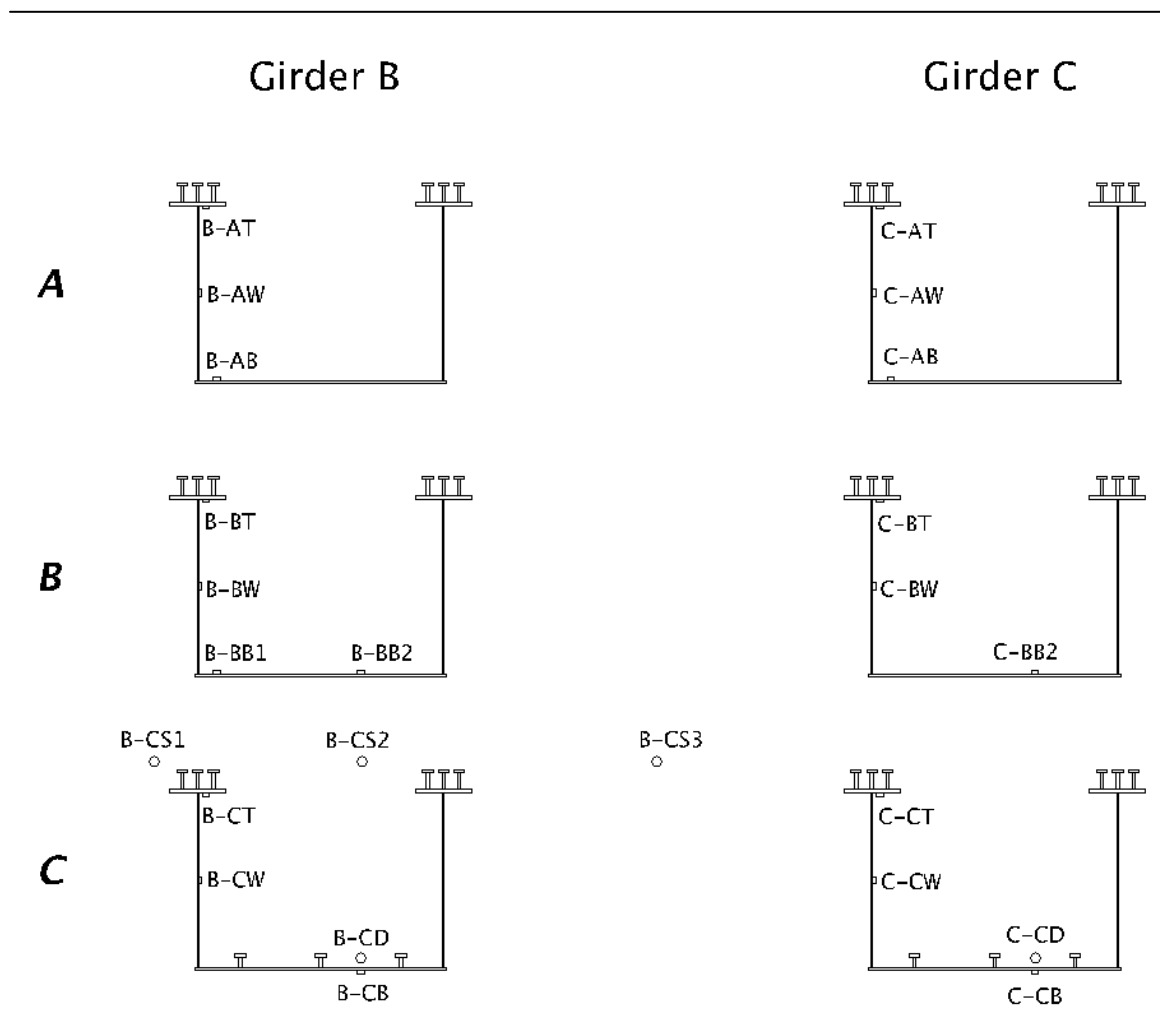 Girder B
Girder C
A
B-AT
C-AT
B-AW
C-AW
B-AB
C-AB
B
B-BT
C-BT
B-BW
C-BW
B-BB1
B-BB2
C-BB2
B-CS1
B-CS2
B-CS3
C
B-CT
C-CT
B-CW
C-CW
B-CD
C-CD
B-CB
C-CB